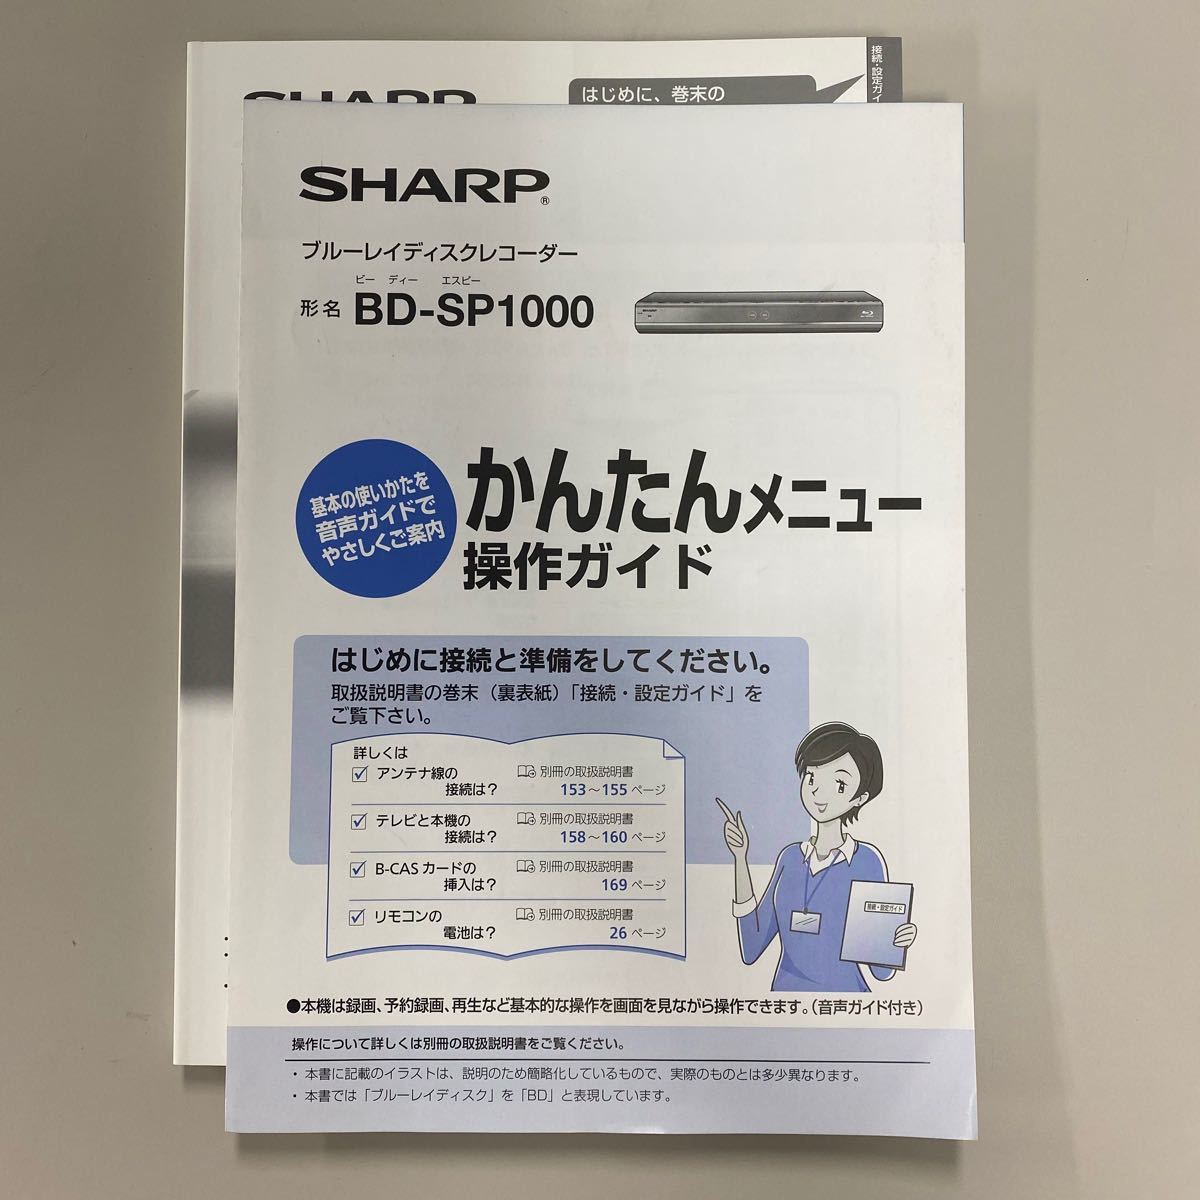 接続・設定ガイ
はじめに、巻末の
SHARP
SHARP®
ブルーレイディスクレコーダー
ビー ディー エスピー
形名 BD-SP1000
SHARP
基本の使いかたを
音声ガイドで
やさしくご案内
かんたんメニュー
操作ガイド
はじめに接続と準備をしてください。
取扱説明書の巻末（裏表紙）「接続・設定ガイド」を
ご覧下さい。
詳しくは
アンテナ線の 別冊の取扱説明書
接続は? 153～155 ページ
テレビと本機の 別冊の取扱説明書
接続は? 158～160 ページ
B-CAS カードの 別冊の取扱説明書
挿入は? 169 ページ
リモコンの 別冊の取扱説明書
電池は? 26 ページ
接続・設定ガイド
●本機は録画、予約録画、再生など基本的な操作を画面を見ながら操作できます。（音声ガイド付き）
操作について詳しくは別冊の取扱説明書をご覧ください。
・本書に記載のイラストは、説明のため簡略化しているもので、実際のものとは多少異なります。
・本書では「ブルーレイディスク」を「BD」と表現しています。